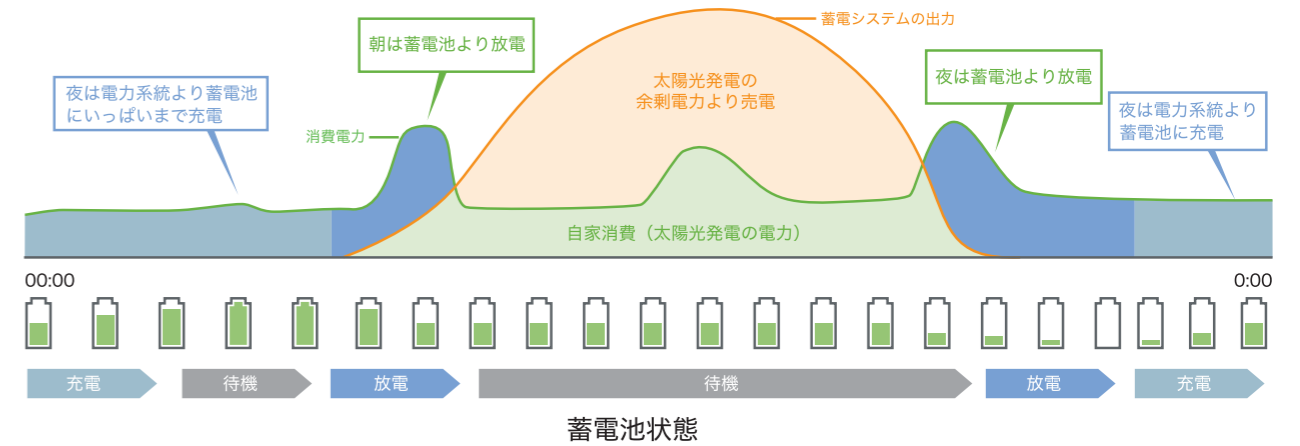 蓄電システムの出力
朝は蓄電池より放電
太陽光発電の
余剰電力より売電
夜は蓄電池より放電
夜は電力系統より蓄電池
にいっぱいまで充電
夜は電力系統より
蓄電池に充電
消費電力
自家消費（太陽光発電の電力）
00:00
0:00
充電
待機
放電
待機
放電
充電
蓄電池状態